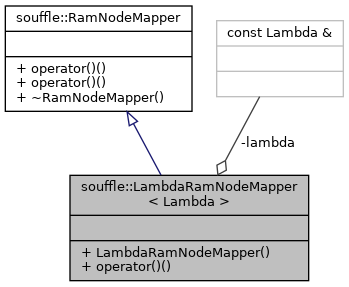 souffle::RamNodeMapper
+ operator()()
+ operator()()
+ ~RamNodeMapper()
const Lambda &
-lambda
souffle::LambdaRamNodeMapper
< Lambda >
+ LambdaRamNodeMapper()
+ operator()()